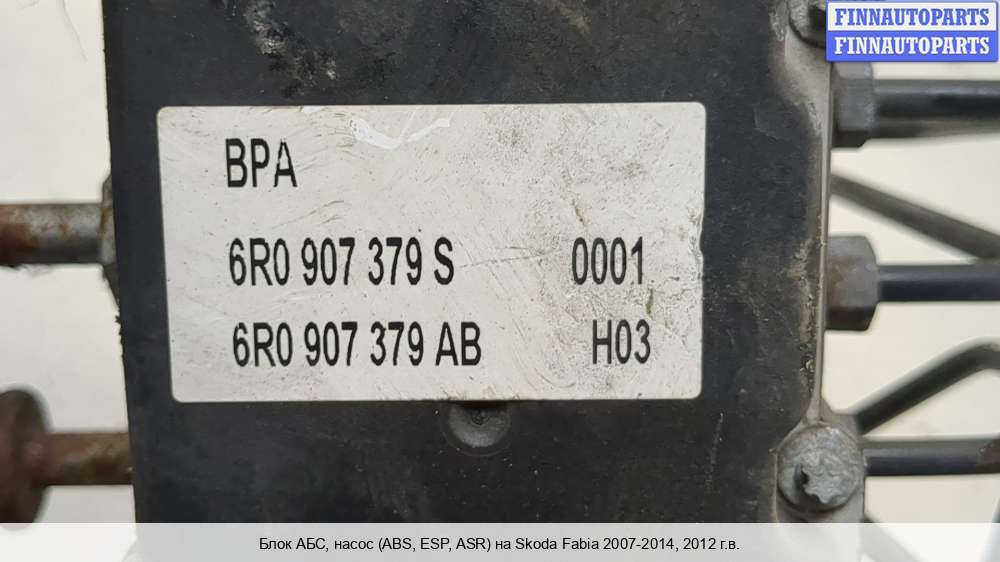 FINNAUTOPARTS
FINNAUTOPARTS
BPA
6R0 907 379 S 0001
6R0 907 379 AB H03
Блок АБС, насос (ABS, ESP, ASR) на Skoda Fabia 2007-2014, 2012 г.в.